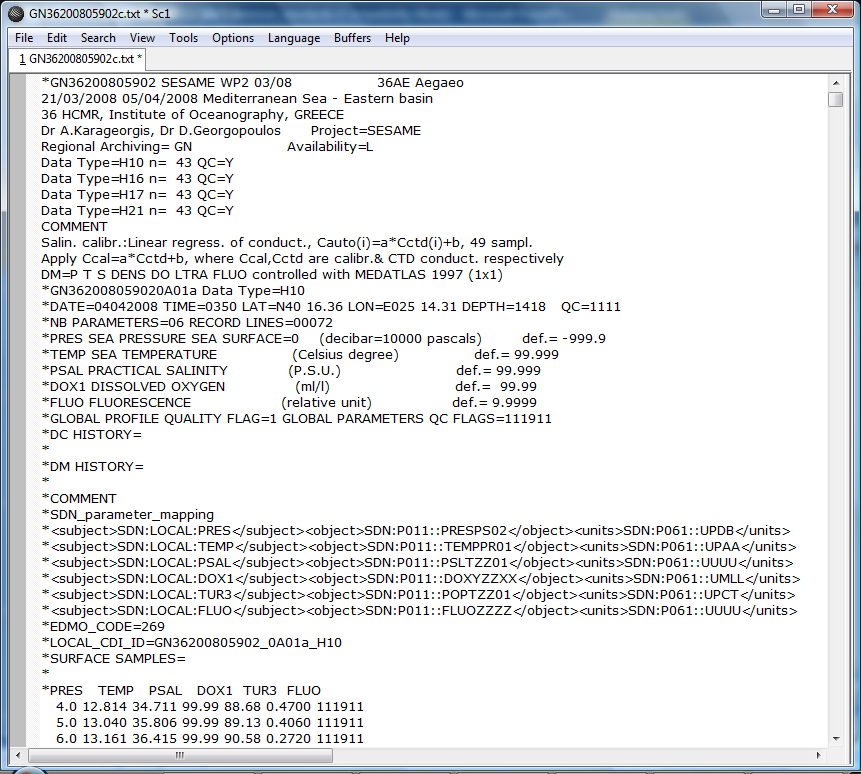 GN36200805902c.txt * Sc1
File Edit Search View Tools Options Language Buffers Help
1 GN36200805902c.txt *
*GN36200805902 SESAME WP2 03/08 36AE Aegaeo
21/03/2008 05/04/2008 Mediterranean Sea - Eastern basin
36 HCMR, Institute of Oceanography, GREECE
Dr A.Karageorgis, Dr D.Georgopoulos Project=SESAME
Regional Archiving= GN Availability=L
Data Type=H10 n= 43 QC=Y
Data Type=H16 n= 43 QC=Y
Data Type=H17 n= 43 QC=Y
Data Type=H21 n= 43 QC=Y
COMMENT
Salin. calibr.:Linear regress. of conduct., Cauto(i)=a*Cctd(i)+b, 49 sampl.
Apply Ccal=a*Cctd+b, where Ccal,Cctd are calibr.& CTD conduct. respectively
DM=P T S DENS DO LTRA FLUO controlled with MEDATLAS 1997 (1x1)
*GN362008059020A01a Data Type=H10
*DATE=04042008 TIME=0350 LAT=N40 16.36 LON=E025 14.31 DEPTH=1418 QC=1111
*NB PARAMETERS=06 RECORD LINES=00072
*PRES SEA PRESSURE SEA SURFACE=0 (decibar=10000 pascals) def.= -999.9
*TEMP SEA TEMPERATURE (Celsius degree) def.= 99.999
*PSAL PRACTICAL SALINITY (P.S.U.) def.= 99.999
*DOX1 DISSOLVED OXYGEN (ml/l) def.= 99.99
*FLUO FLUORESCENCE (relative unit) def.= 9.9999
*GLOBAL PROFILE QUALITY FLAG=1 GLOBAL PARAMETERS QC FLAGS=111911
*DC HISTORY=
*
*DM HISTORY=
*
*COMMENT
*SDN_parameter_mapping
*<subject>SDN:LOCAL:PRES</subject><object>SDN:P011::PRESPS02</object><units>SDN:P061::UPDB</units>
*<subject>SDN:LOCAL:TEMP</subject><object>SDN:P011::TEMPPR01</object><units>SDN:P061::UPAA</units>
*<subject>SDN:LOCAL:PSAL</subject><object>SDN:P011::PSLTZZ01</object><units>SDN:P061::UUUU</units>
*<subject>SDN:LOCAL:DOX1</subject><object>SDN:P011::DOXYZZXX</object><units>SDN:P061::UMLL</units>
*<subject>SDN:LOCAL:TUR3</subject><object>SDN:P011::POPTZZ01</object><units>SDN:P061::UPCT</units>
*<subject>SDN:LOCAL:FLUO</subject><object>SDN:P011::FLUOZZZZ</object><units>SDN:P061::UUUU</units>
*EDMO_CODE=269
*LOCAL_CDI_ID=GN36200805902_0A01a_H10
*SURFACE SAMPLES=
*
*PRES TEMP PSAL DOX1 TUR3 FLUO
4.0 12.814 34.711 99.99 88.68 0.4700 111911
5.0 13.040 35.806 99.99 89.13 0.4060 111911
6.0 13.161 36.415 99.99 90.58 0.2720 111911